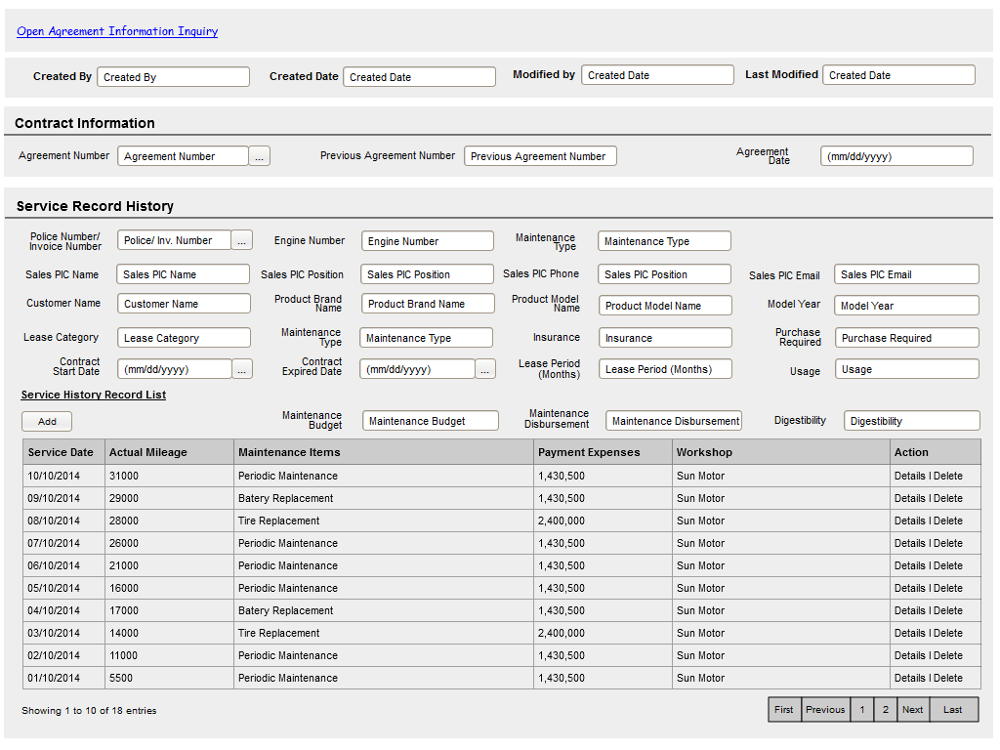 Open Agreement Information Inquiry
Created By Created By Created Date Created Date Modified by Created Date Last Modified Created Date
Contract Information
Agreement Number Agreement Number ... Previous Agreement Number Previous Agreement Number Agreement Date (mm/dd/yyyy)
Service Record History
Police Number/ Invoice Number Police/ Inv. Number ... Engine Number Engine Number Maintenance Type Maintenance Type
Sales PIC Name Sales PIC Name Sales PIC Position Sales PIC Position Sales PIC Phone Sales PIC Position Sales PIC Email Sales PIC Email
Customer Name Customer Name Product Brand Name Product Brand Name Product Model Name Product Model Name Model Year Model Year
Lease Category Lease Category Maintenance Type Maintenance Type Insurance Insurance Purchase Required Purchase Required
Contract Start Date (mm/dd/yyyy) ... Contract Expired Date (mm/dd/yyyy) ... Lease Period (Months) Lease Period (Months) Usage Usage
Service History Record List
Add Maintenance Budget Maintenance Budget Maintenance Disbursement Maintenance Disbursement Digestibility Digestibility
Service Date Actual Mileage Maintenance Items Payment Expenses Workshop Action
10/10/2014 31000 Periodic Maintenance 1,430,500 Sun Motor Details | Delete
09/10/2014 29000 Batery Replacement 1,430,500 Sun Motor Details | Delete
08/10/2014 28000 Tire Replacement 2,400,000 Sun Motor Details | Delete
07/10/2014 26000 Periodic Maintenance 1,430,500 Sun Motor Details | Delete
06/10/2014 21000 Periodic Maintenance 1,430,500 Sun Motor Details | Delete
05/10/2014 16000 Periodic Maintenance 1,430,500 Sun Motor Details | Delete
04/10/2014 17000 Batery Replacement 1,430,500 Sun Motor Details | Delete
03/10/2014 14000 Tire Replacement 2,400,000 Sun Motor Details | Delete
02/10/2014 11000 Periodic Maintenance 1,430,500 Sun Motor Details | Delete
01/10/2014 5500 Periodic Maintenance 1,430,500 Sun Motor Details | Delete
Showing 1 to 10 of 18 entries First Previous 1 2 Next Last